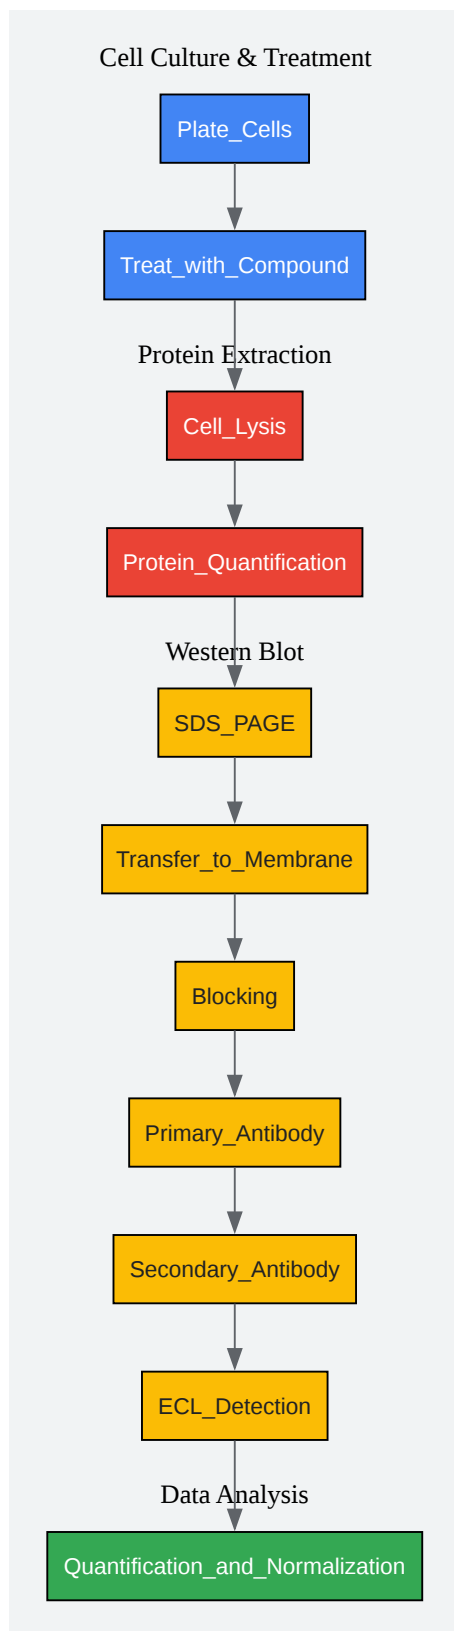 Cell Culture & Treatment
Plate_Cells
Treat_with_Compound
Protein Extraction
Cell_Lysis
Protein_Quantification
Western Blot
SDS_PAGE
Transfer_to_Membrane
Blocking
Primary_Antibody
Secondary_Antibody
ECL_Detection
Data Analysis
Quantification_and_Normalization